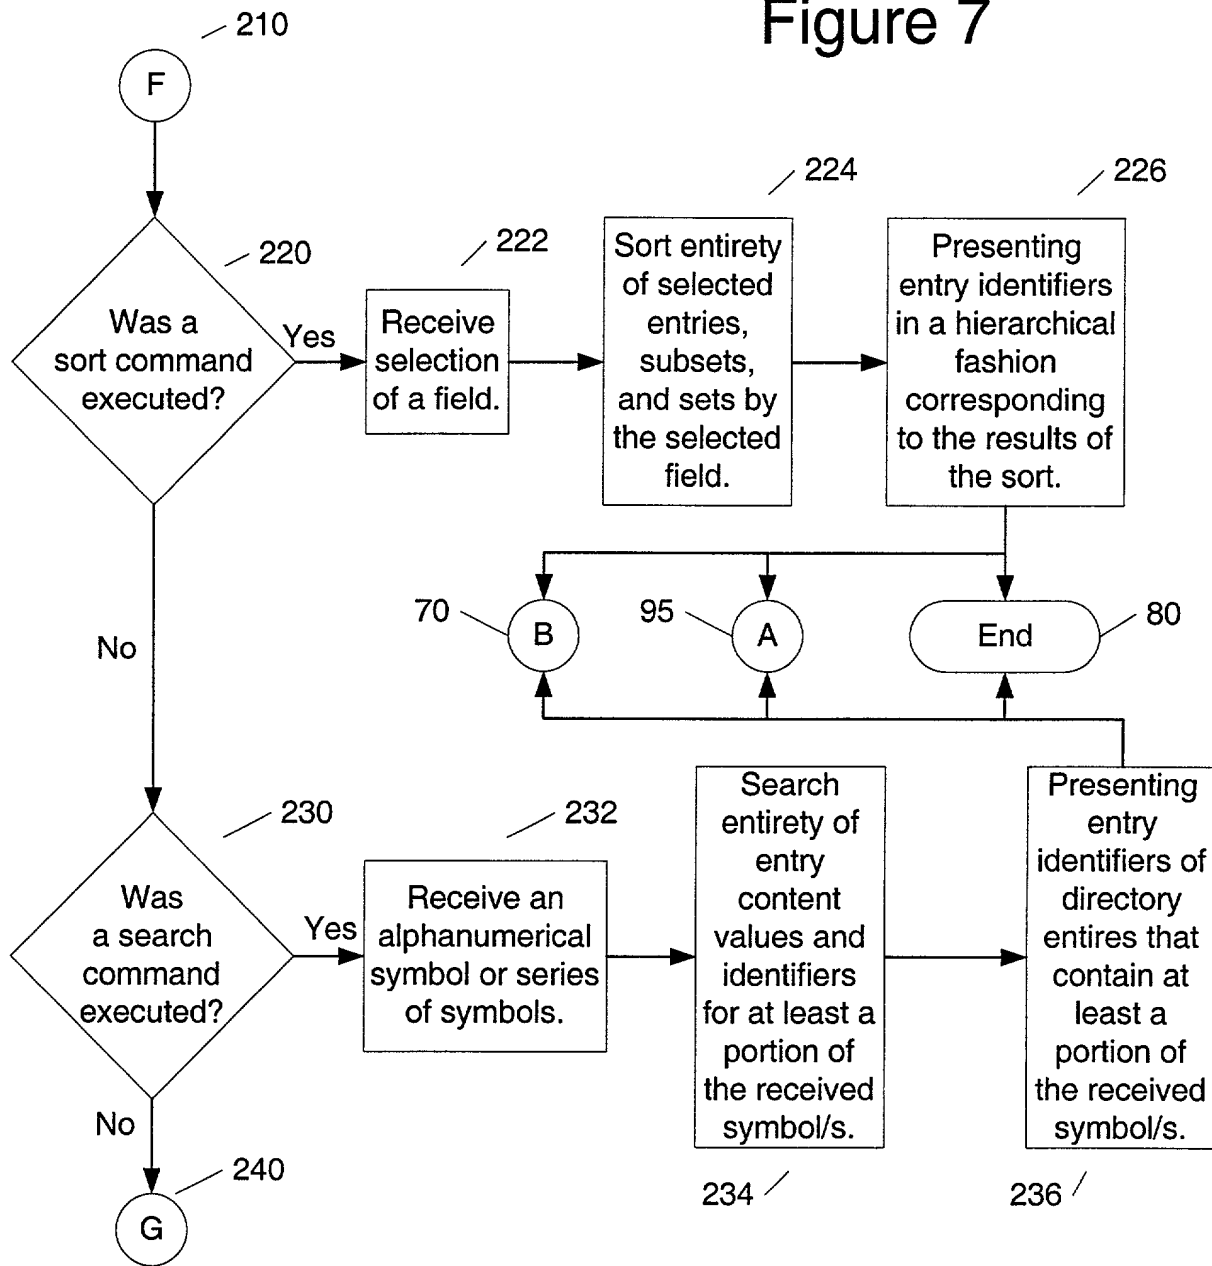 Figure 7
210
F
220
Was a
sort command
executed?
Yes
222
Receive
selection
of a field.
224
Sort entirety
of selected
entries,
subsets,
and sets by
the selected
field.
226
Presenting
entry identifiers
in a hierarchical
fashion
corresponding
to the results of
the sort.
70
B
95
A
End
80
No
230
Was
a search
command
executed?
Yes
232
Receive an
alphanumerical
symbol or series
of symbols.
Search
entirety of
entry
content
values and
identifiers
for at least a
portion of
the received
symbol/s.
234
Presenting
entry
identifiers of
directory
entires that
contain at
least a
portion of
the received
symbol/s.
236
No
240
G